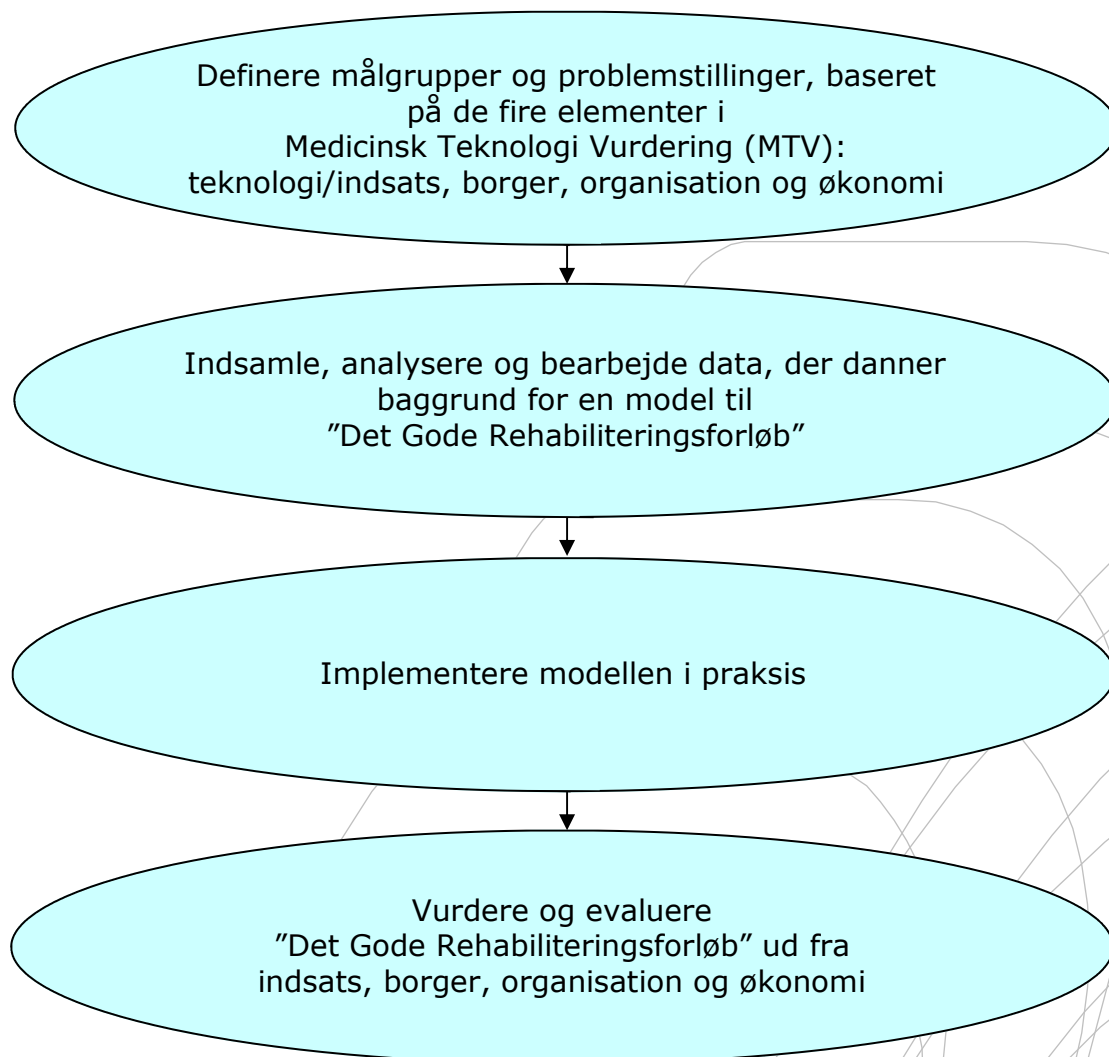 Definere målgrupper og problemstillinger, baseret
på de fire elementer i
Medicinsk Teknologi Vurdering (MTV):
teknologi/indsats, borger, organisation og økonomi
Indsamle, analysere og bearbejde data, der danner
baggrund for en model til
”Det Gode Rehabiliteringsforløb”
Implementere modellen i praksis
Vurdere og evaluere
”Det Gode Rehabiliteringsforløb” ud fra
indsats, borger, organisation og økonomi